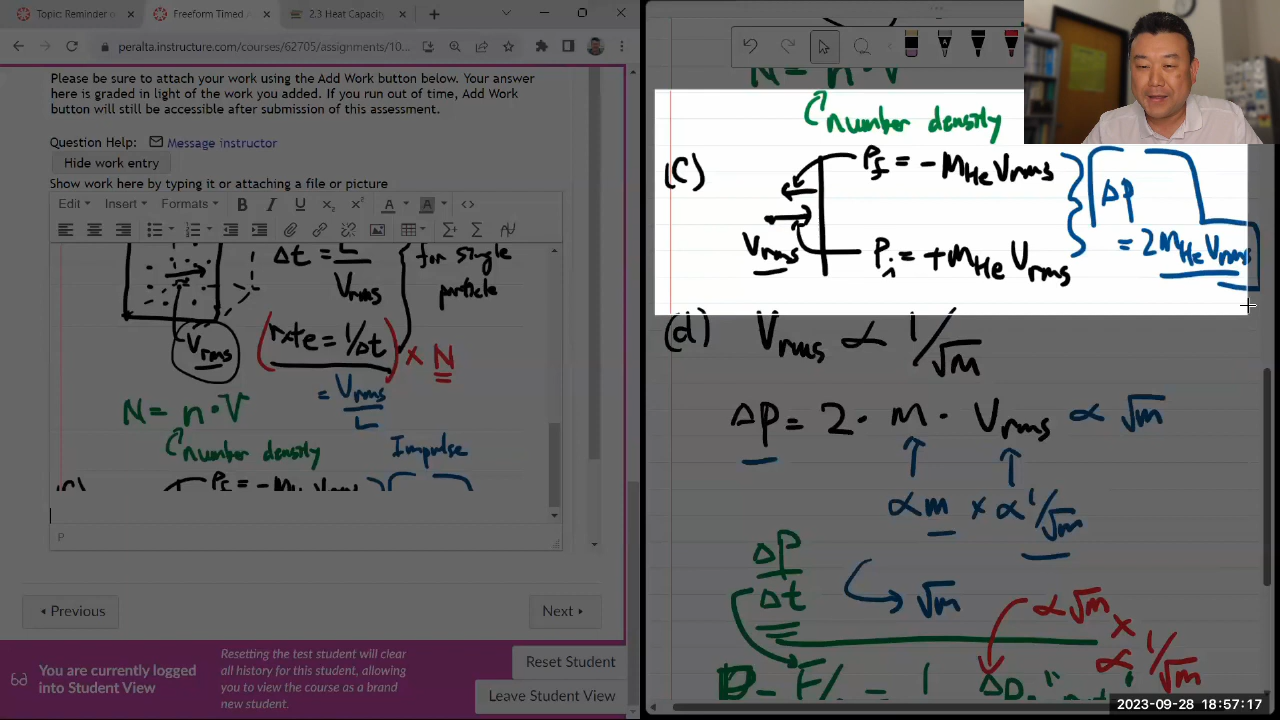 Topic: Reminder o
Freeform Timed A
2.3 Heat Capacity
peralta.instructure.com/courses/62705/assignments/10...
Please be sure to attach your work using the Add Work button below. Your answer
here is graded in light of the work you added. If you run out of time, Add Work
button will still be accessible after submission of this assignment.
Question Help: Message instructor
Hide work entry
Show work here by typing it or attaching a file or picture
Edit Insert Formats B I U x₂ x² A A <>
Δt = L/Vrms
for single
particle
Vrms
(rate = 1/Δt) × N
= Vrms/L
N = n·V
number density
Impulse
P
Previous
Next
You are currently logged
into Student View
Resetting the test student will clear
all history for this student, allowing
you to view the course as a brand
new student.
Reset Student
Leave Student View
N = n·V
number density
(c)
Pf = -MHe Vrms
Vrms
Pi = +MHe Vrms
ΔP
= 2MHe Vrms
(d) Vrms ∝ 1/√m
ΔP = 2·m·Vrms ∝ √m
∝m × ∝1/√m
ΔP/Δt
√m
∝√m
×
∝ 1/√m
2023-09-28 18:57:17